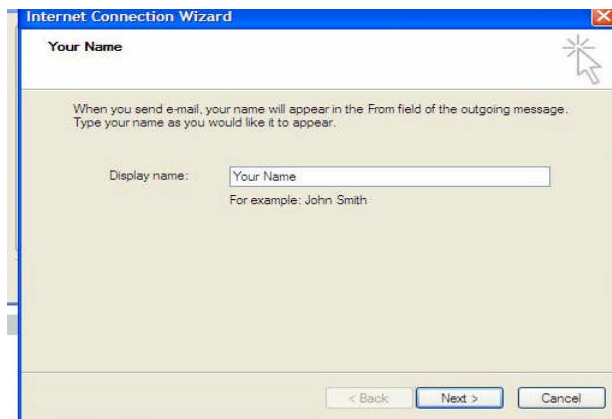 Internet Connection Wizard
Your Name
When you send e-mail, your name will appear in the From field of the outgoing message.
Type your name as you would like it to appear.
Display name: Your Name
For example: John Smith
< Back Next > Cancel